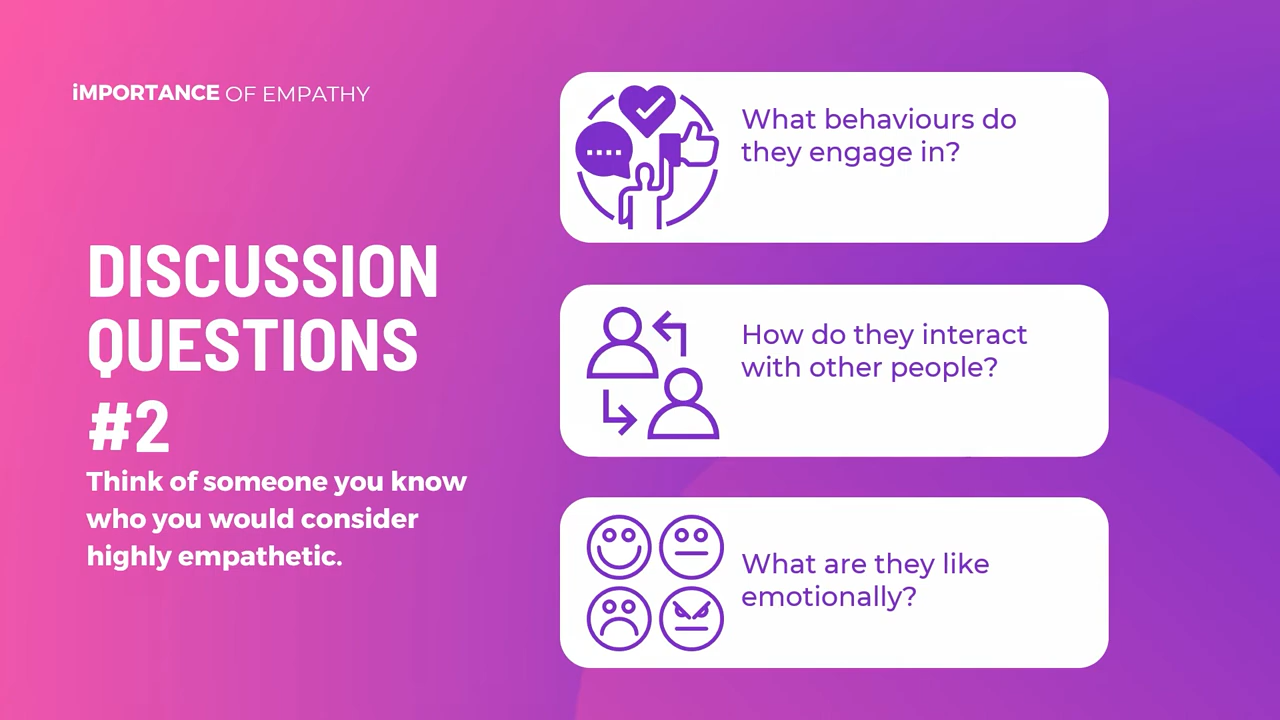 iMPORTANCE OF EMPATHY
DISCUSSION
QUESTIONS
#2
Think of someone you know
who you would consider
highly empathetic.
What behaviours do
they engage in?
How do they interact
with other people?
What are they like
emotionally?